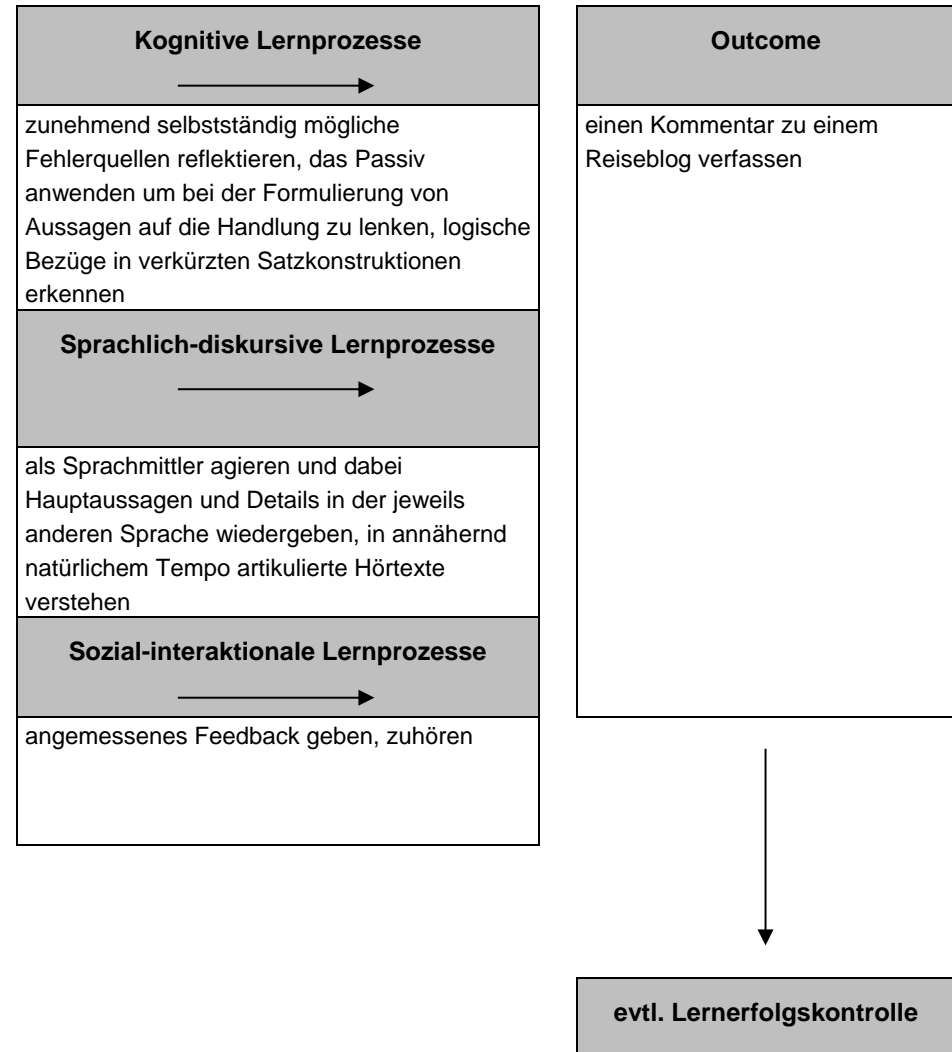 Kognitive Lernprozesse
zunehmend selbstständig mögliche
Fehlerquellen reflektieren, das Passiv
anwenden um bei der Formulierung von
Aussagen auf die Handlung zu lenken, logische
Bezüge in verkürzten Satzkonstruktionen
erkennen
Sprachlich-diskursive Lernprozesse
als Sprachmittler agieren und dabei
Hauptaussagen und Details in der jeweils
anderen Sprache wiedergeben, in annähernd
natürlichem Tempo artikulierte Hörtexte
verstehen
Sozial-interaktionale Lernprozesse
angemessenes Feedback geben, zuhören
Outcome
einen Kommentar zu einem
Reiseblog verfassen
evtl. Lernerfolgskontrolle